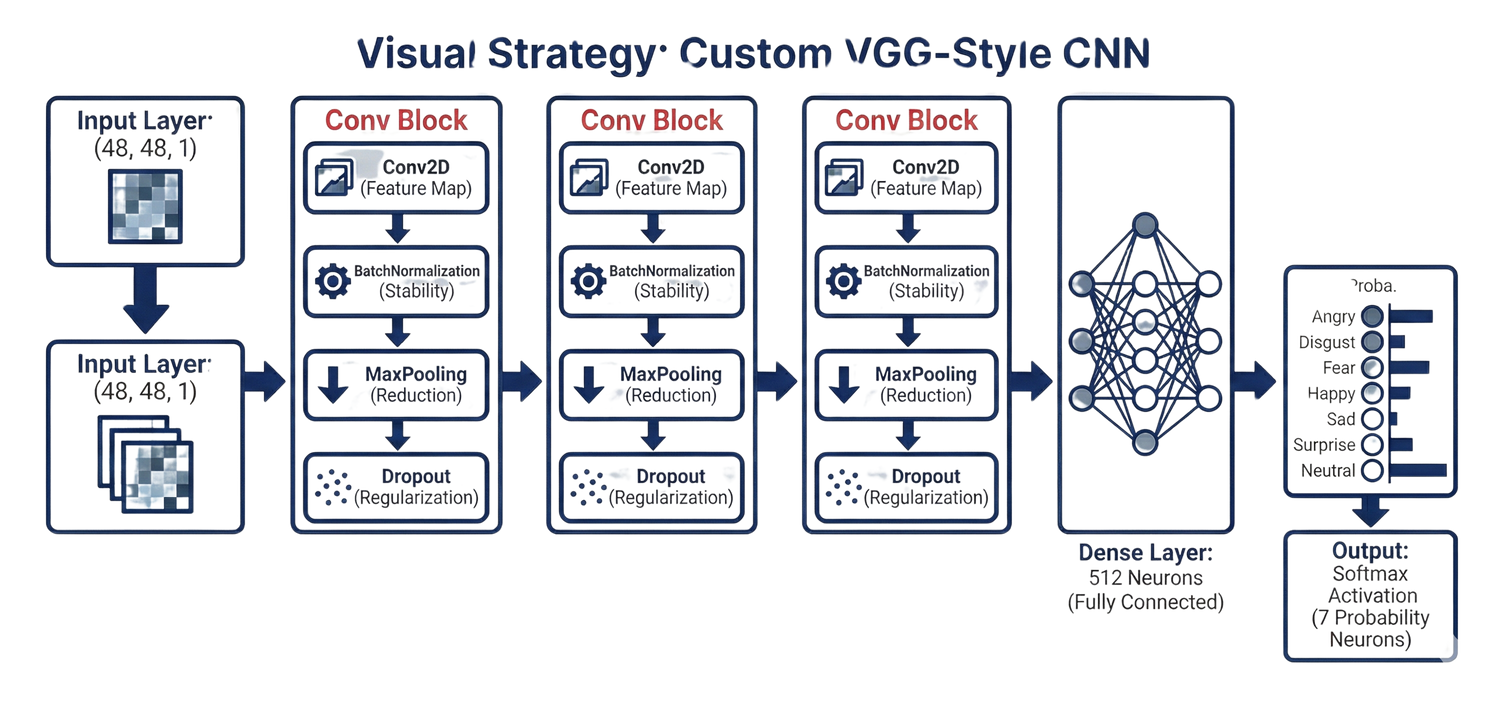 Visual Strategy: Custom VGG-Style CNN
Input Layer:
(48, 48, 1)
Input Layer:
(48, 48, 1)
Conv Block
Conv2D
(Feature Map)
BatchNormalization
(Stability)
MaxPooling
(Reduction)
Dropout
(Regularization)
Conv Block
Conv2D
(Feature Map)
BatchNormalization
(Stability)
MaxPooling
(Reduction)
Dropout
(Regularization)
Conv Block
Conv2D
(Feature Map)
BatchNormalization
(Stability)
MaxPooling
(Reduction)
Dropout
(Regularization)
Dense Layer:
512 Neurons
(Fully Connected)
Proba.
Angry
Disgust
Fear
Happy
Sad
Surprise
Neutral
Output:
Softmax
Activation
(7 Probability
Neurons)